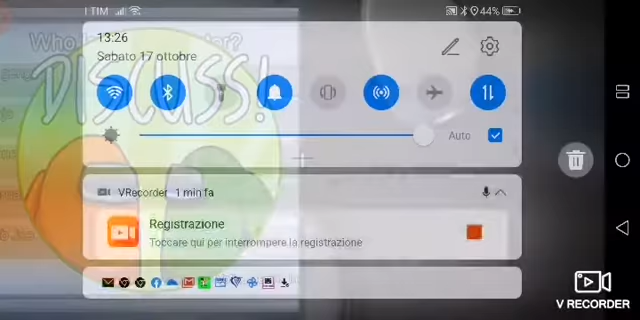 TIM
44%
13:26
Sabato 17 ottobre
Who
?
DISCUSS!
Auto
VRecorder 1 min fa
Registrazione
Toccare qui per interrompere la registrazione
V RECORDER